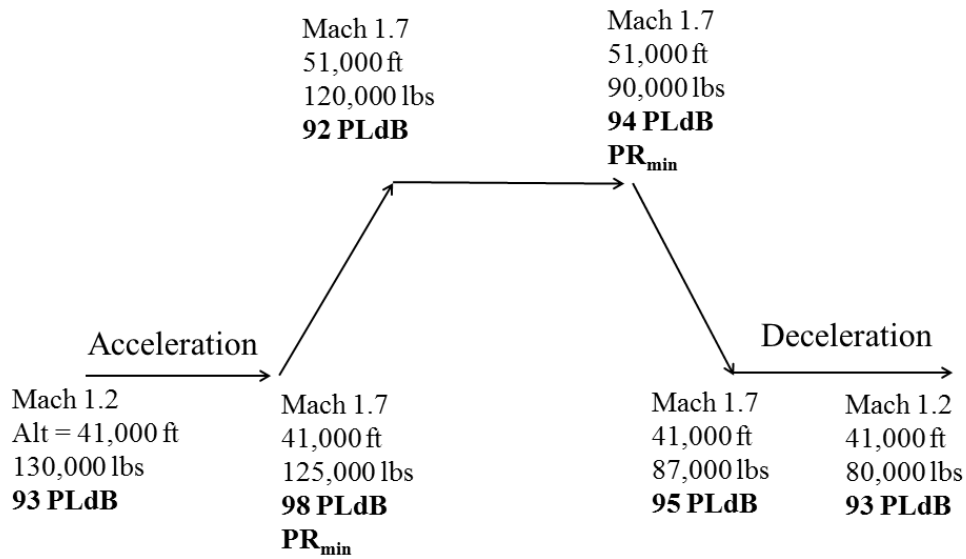 Mach 1.7
51,000 ft
120,000 lbs
92 PLdB
Mach 1.7
51,000 ft
90,000 lbs
94 PLdB
PRmin
Acceleration
Deceleration
Mach 1.2
Alt = 41,000 ft
130,000 lbs
93 PLdB
Mach 1.7
41,000 ft
125,000 lbs
98 PLdB
PRmin
Mach 1.7
41,000 ft
87,000 lbs
95 PLdB
Mach 1.2
41,000 ft
80,000 lbs
93 PLdB